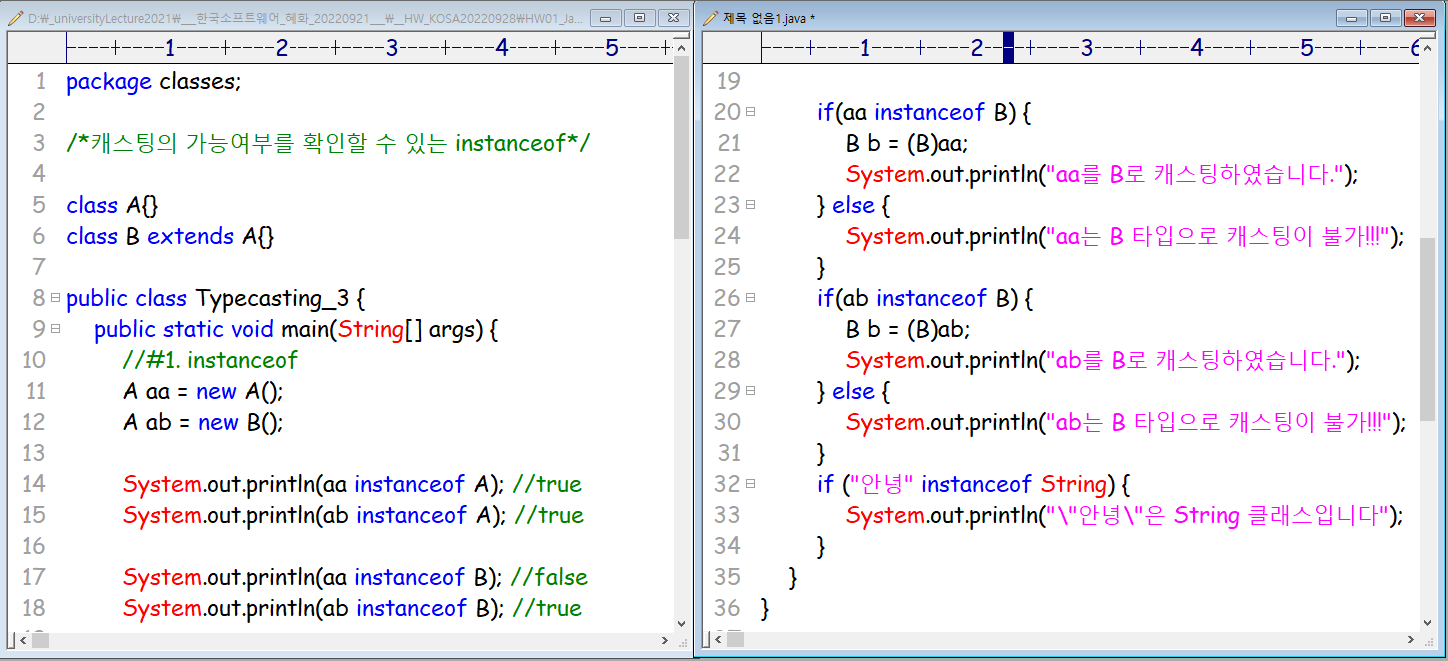 D:₩_universityLecture2021₩___한국소프트웨어_혜화_20220921___₩__HW_KOSA20220928₩HW01_Ja...
----+----1----+----2----+----3----+----4----+----5----+
1 package classes;
2
3 /*캐스팅의 가능여부를 확인할 수 있는 instanceof*/
4
5 class A{}
6 class B extends A{}
7
8 public class Typecasting_3 {
9 public static void main(String[] args) {
10 //#1. instanceof
11 A aa = new A();
12 A ab = new B();
13
14 System.out.println(aa instanceof A); //true
15 System.out.println(ab instanceof A); //true
16
17 System.out.println(aa instanceof B); //false
18 System.out.println(ab instanceof B); //true
제목 없음1.java *
----+----1----+----2----+----3----+----4----+----5----+----6
19
20 if(aa instanceof B) {
21 B b = (B)aa;
22 System.out.println("aa를 B로 캐스팅하였습니다.");
23 } else {
24 System.out.println("aa는 B 타입으로 캐스팅이 불가!!!");
25 }
26 if(ab instanceof B) {
27 B b = (B)ab;
28 System.out.println("ab를 B로 캐스팅하였습니다.");
29 } else {
30 System.out.println("ab는 B 타입으로 캐스팅이 불가!!!");
31 }
32 if ("안녕" instanceof String) {
33 System.out.println("\"안녕\"은 String 클래스입니다");
34 }
35 }
36 }